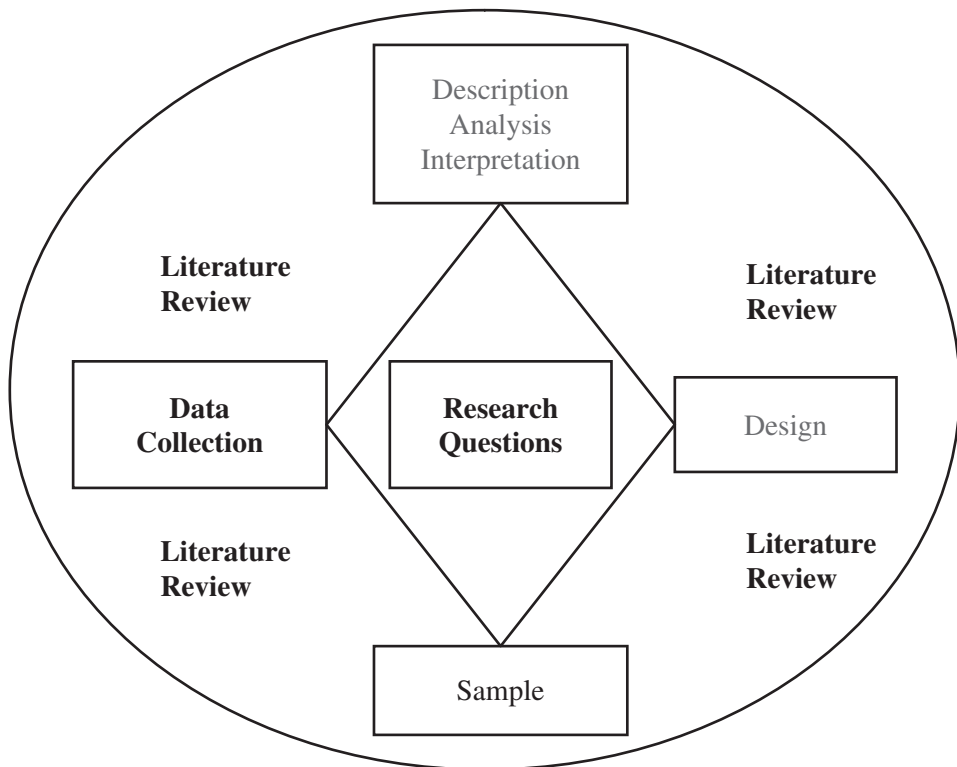 Description
Analysis
Interpretation
Literature
Review
Literature
Review
Data
Collection
Research
Questions
Design
Literature
Review
Literature
Review
Sample